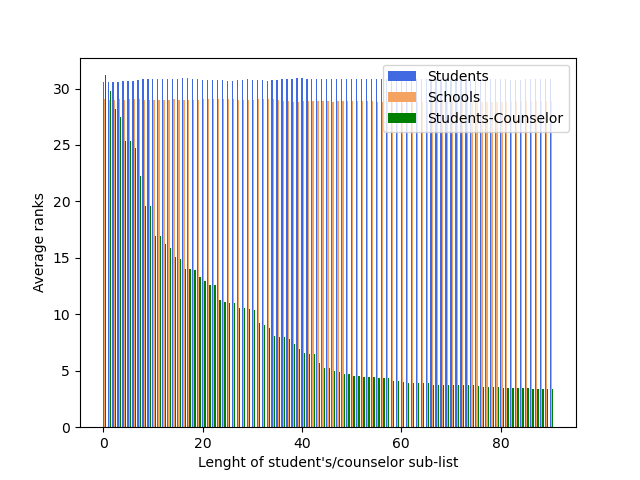 Students
Schools
Students-Counselor
Average ranks
30
25
20
15
10
5
0
0 20 40 60 80
Lenght of student's/counselor sub-list